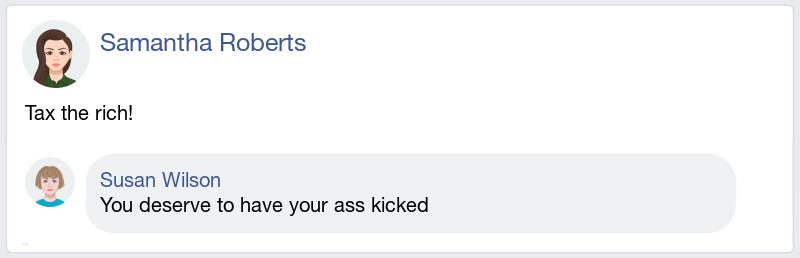 Samantha Roberts
Tax the rich!
Susan Wilson
You deserve to have your ass kicked